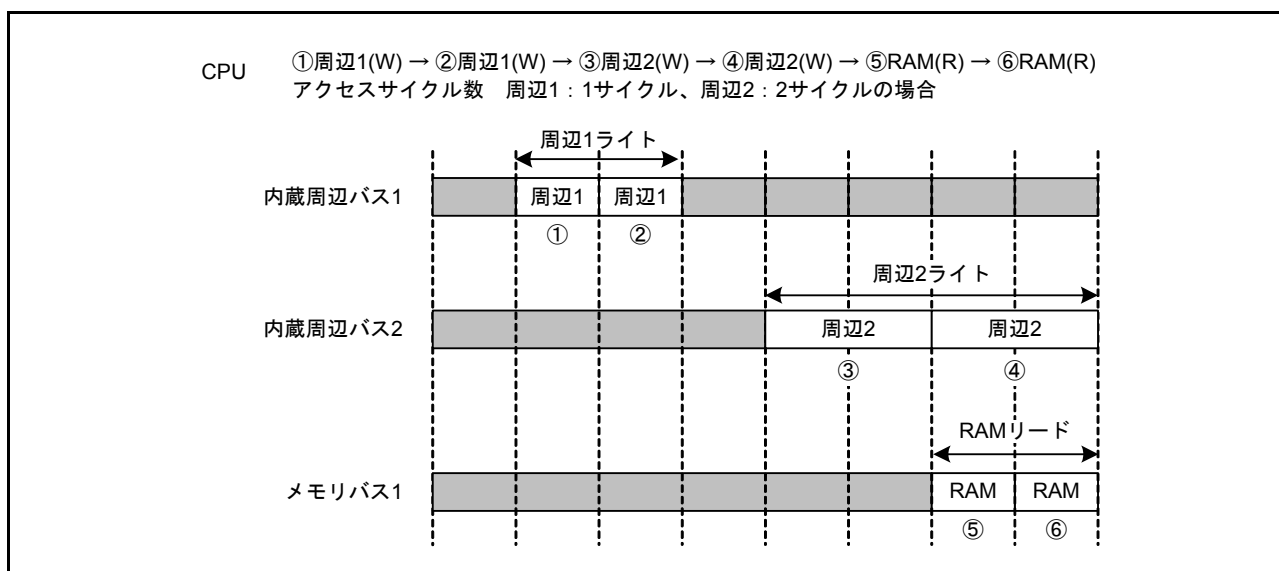 CPU
①周辺1(W) → ②周辺1(W) → ③周辺2(W) → ④周辺2(W) → ⑤RAM(R) → ⑥RAM(R)
アクセスサイクル数　周辺1：1サイクル、周辺2：2サイクルの場合
周辺1ライト
内蔵周辺バス1
周辺1 周辺1
① ②
周辺2ライト
内蔵周辺バス2
周辺2 周辺2
③ ④
RAMリード
メモリバス1
RAM RAM
⑤ ⑥